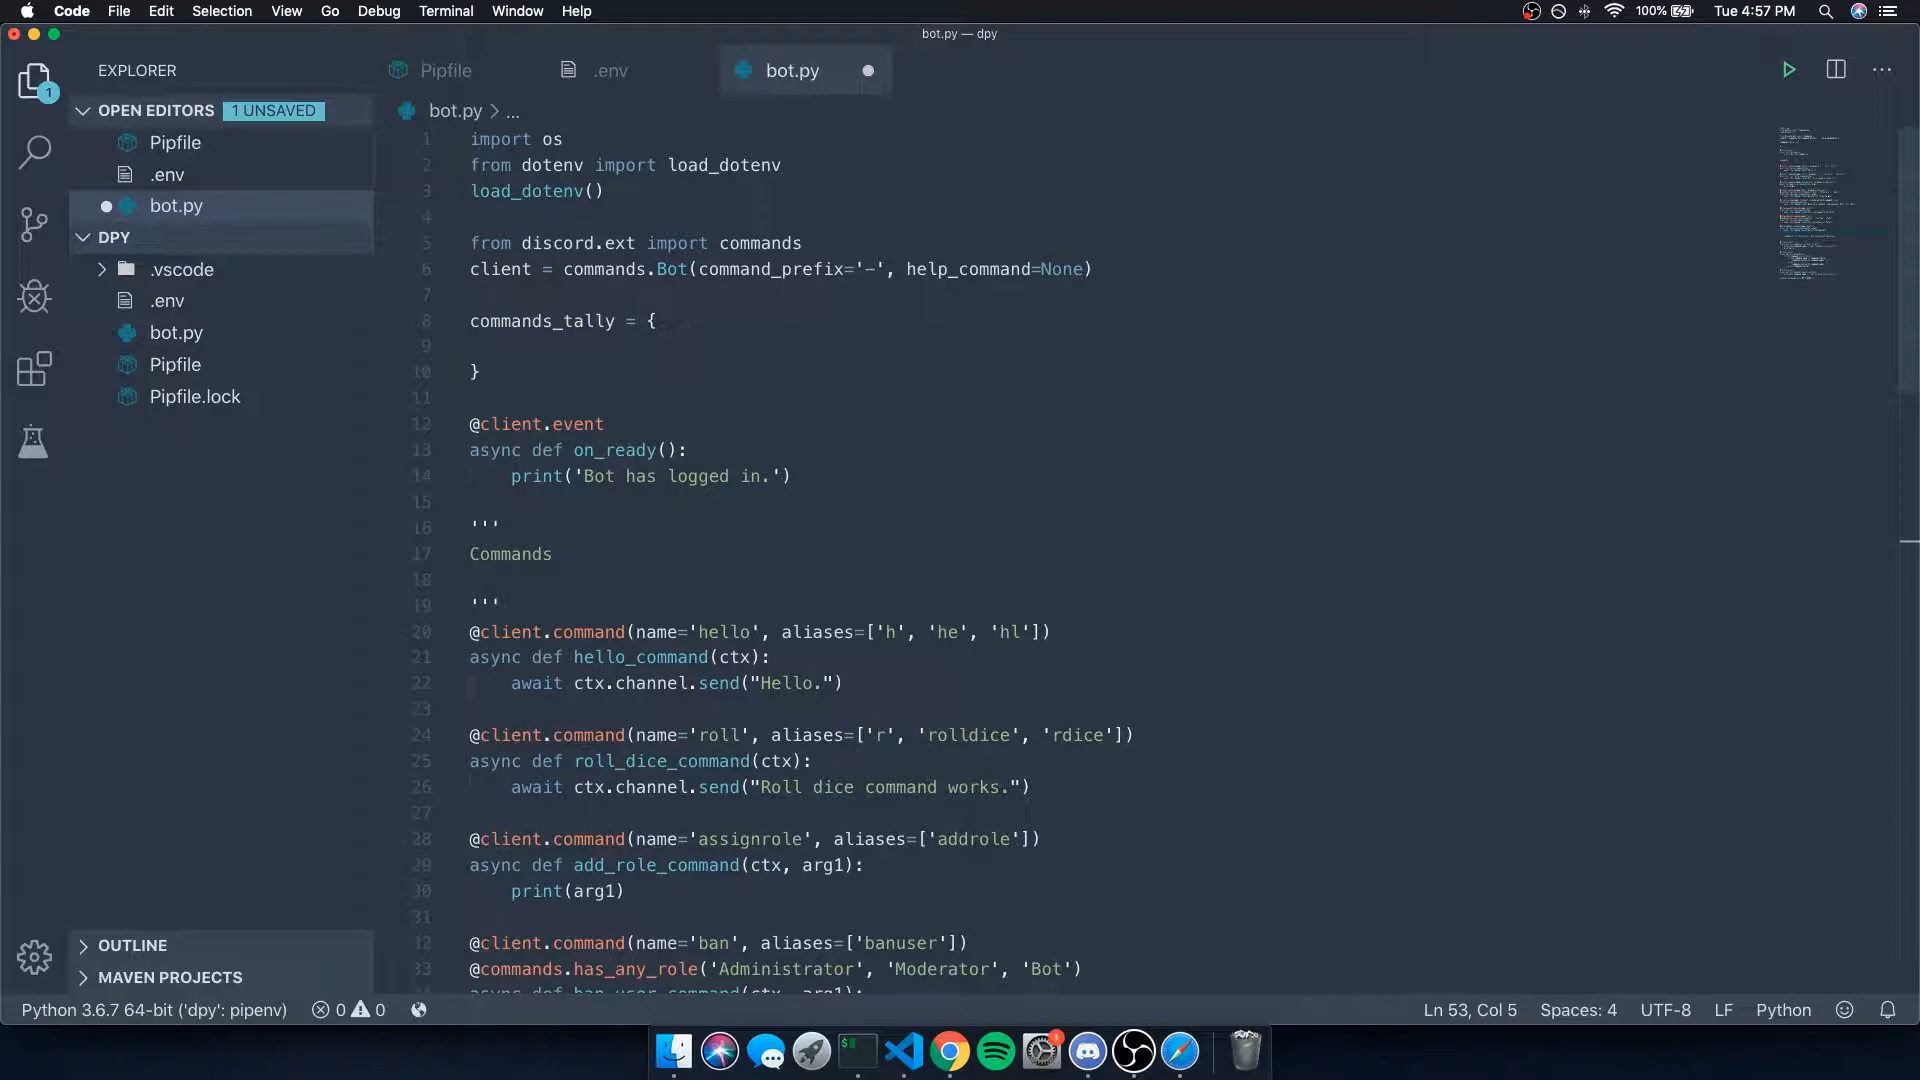 Code File Edit Selection View Go Debug Terminal Window Help
100% Tue 4:57 PM
bot.py — dpy
EXPLORER
OPEN EDITORS 1 UNSAVED
Pipfile
.env
bot.py
DPY
.vscode
.env
bot.py
Pipfile
Pipfile.lock
OUTLINE
MAVEN PROJECTS
1
Pipfile .env bot.py
bot.py > ...
1 import os
2 from dotenv import load_dotenv
3 load_dotenv()
4
5 from discord.ext import commands
6 client = commands.Bot(command_prefix='-', help_command=None)
7
8 commands_tally = {
9
10 }
11
12 @client.event
13 async def on_ready():
14 print('Bot has logged in.')
15
16 '''
17 Commands
18
19 '''
20 @client.command(name='hello', aliases=['h', 'he', 'hl'])
21 async def hello_command(ctx):
22 await ctx.channel.send("Hello.")
23
24 @client.command(name='roll', aliases=['r', 'rolldice', 'rdice'])
25 async def roll_dice_command(ctx):
26 await ctx.channel.send("Roll dice command works.")
27
28 @client.command(name='assignrole', aliases=['addrole'])
29 async def add_role_command(ctx, arg1):
30 print(arg1)
31
32 @client.command(name='ban', aliases=['banuser'])
33 @commands.has_any_role('Administrator', 'Moderator', 'Bot')
async def ban_user_command(ctx, arg1):
Python 3.6.7 64-bit ('dpy': pipenv) 0 0 Ln 53, Col 5 Spaces: 4 UTF-8 LF Python
$
1